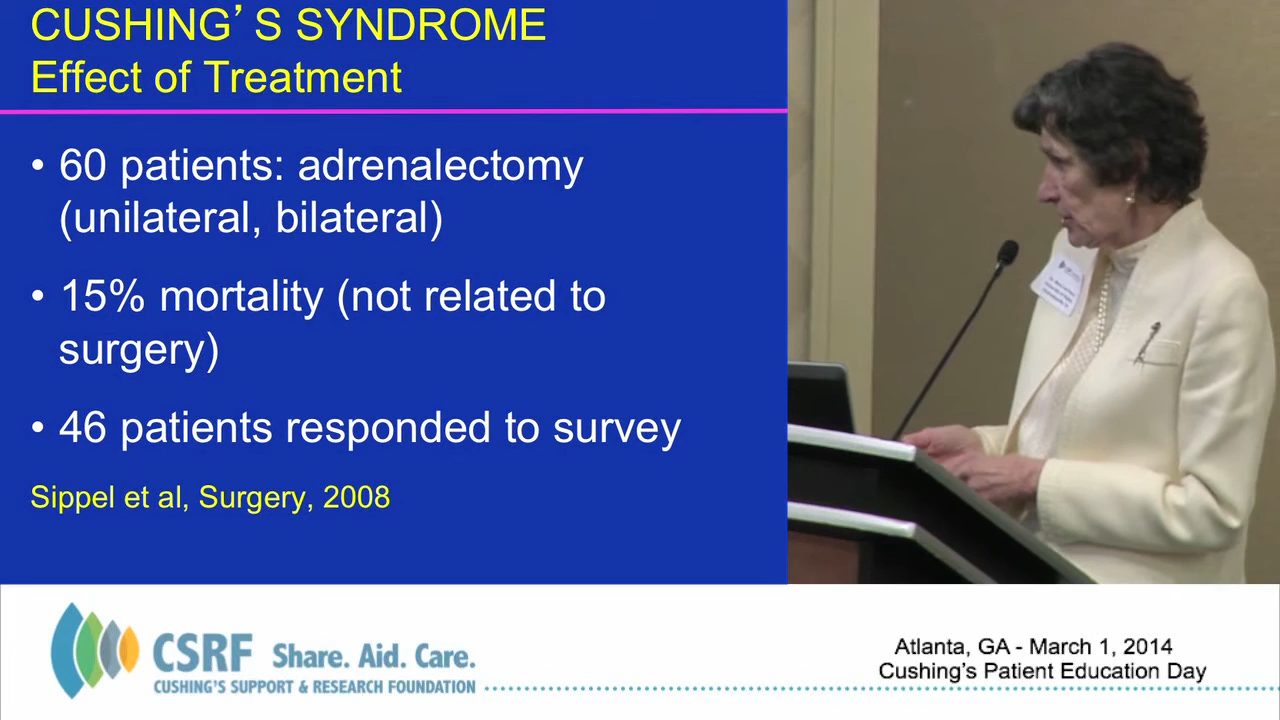 CUSHING’S SYNDROME
Effect of Treatment
• 60 patients: adrenalectomy
(unilateral, bilateral)
• 15% mortality (not related to
surgery)
• 46 patients responded to survey
Sippel et al, Surgery, 2008
CSRF Share. Aid. Care.
CUSHING'S SUPPORT & RESEARCH FOUNDATION
Atlanta, GA - March 1, 2014
Cushing’s Patient Education Day